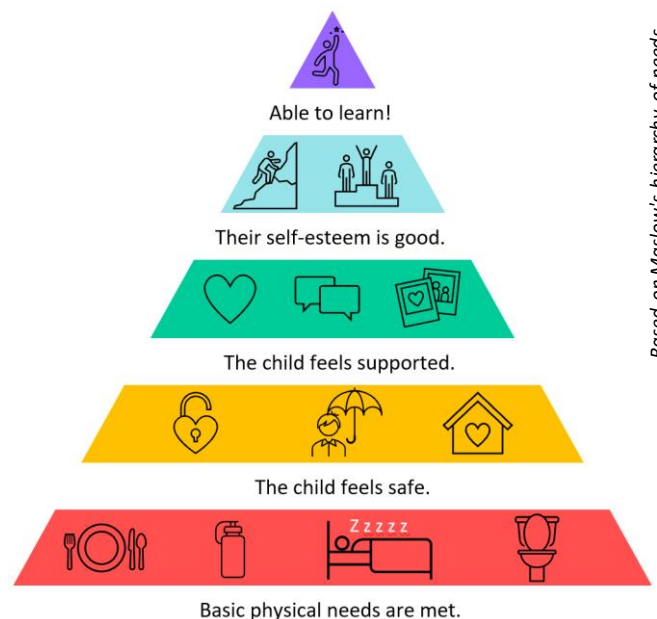 Able to learn!
Their self-esteem is good.
The child feels supported.
The child feels safe.
Z z z z z
Basic physical needs are met.
Based on Maslow's hierarchy of needs